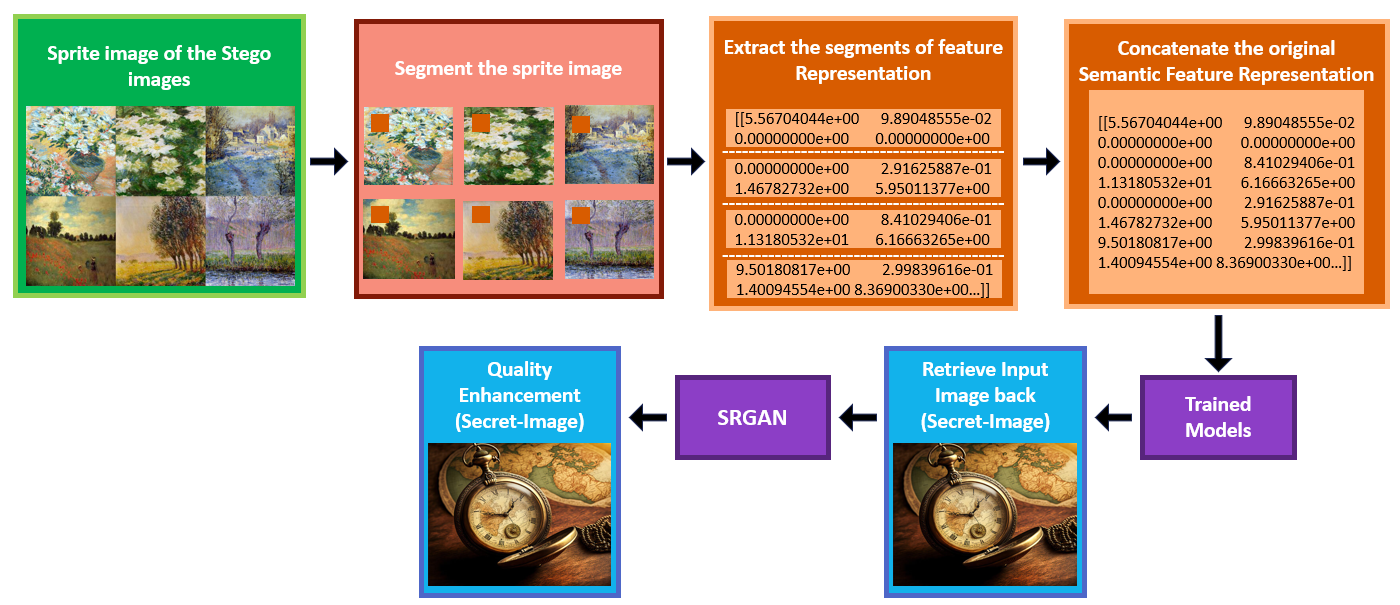 Sprite image of the Stego
images
Segment the sprite image
Extract the segments of feature
Representation
[[5.56704044e+00 9.89048555e-02
0.00000000e+00 0.00000000e+00
0.00000000e+00 2.91625887e-01
1.46782732e+00 5.95011377e+00
0.00000000e+00 8.41029406e-01
1.13180532e+01 6.16663265e+00
9.50180817e+00 2.99839616e-01
1.40094554e+00 8.36900330e+00...]]
Concatenate the original
Semantic Feature Representation
[[5.56704044e+00 9.89048555e-02
0.00000000e+00 0.00000000e+00
0.00000000e+00 8.41029406e-01
1.13180532e+01 6.16663265e+00
0.00000000e+00 2.91625887e+01
1.46782732e+00 5.95011377e+00
9.50180817e+00 2.99839616e-01
1.40094554e+00 8.36900330e+00...]]
Trained
Models
Retrieve Input
Image back
(Secret-Image)
SRGAN
Quality
Enhancement
(Secret-Image)